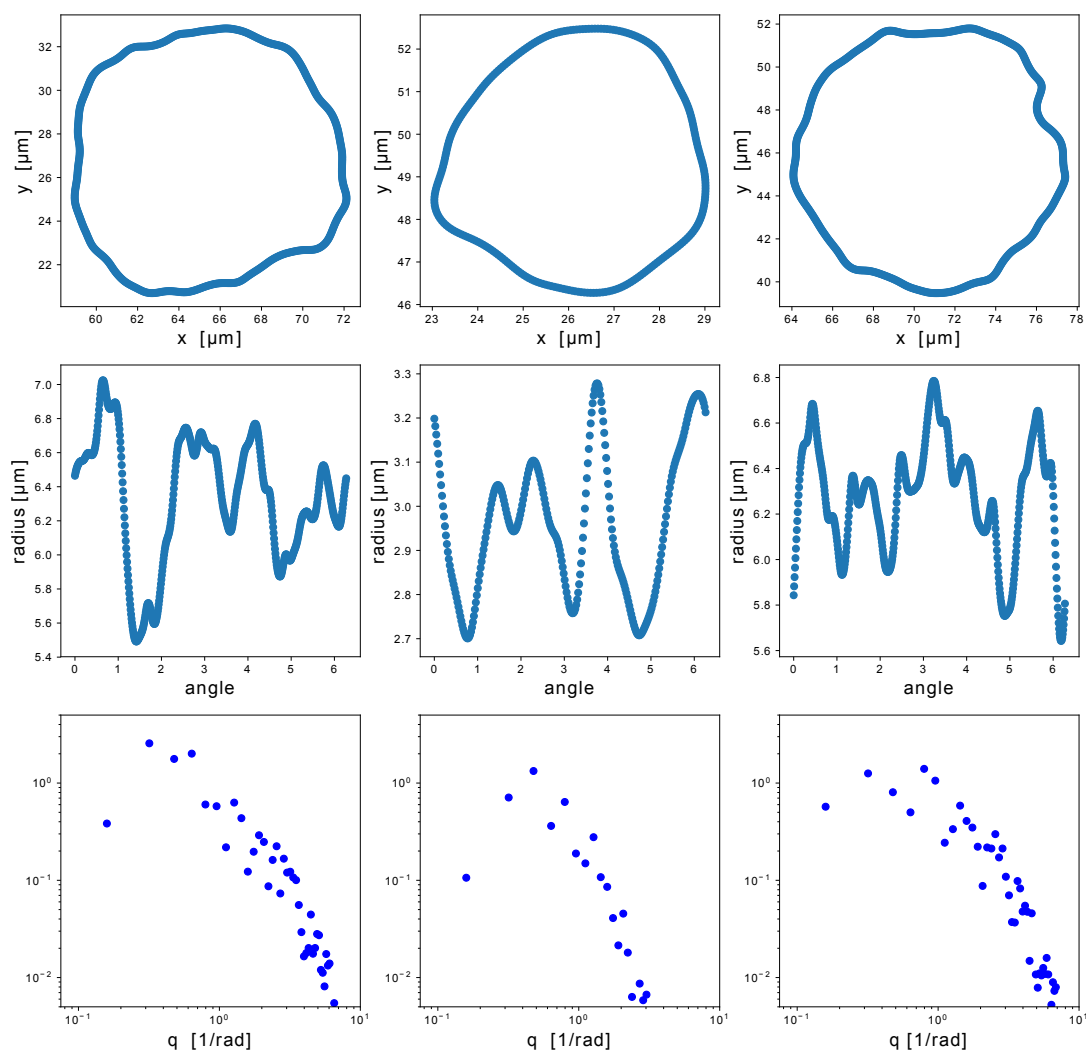 32
30
28
26
24
22
y [µm]
60 62 64 66 68 70 72
x [µm]
52
51
50
49
48
47
46
y [µm]
23 24 25 26 27 28 29
x [µm]
52
50
48
46
44
42
40
y [µm]
64 66 68 70 72 74 76 78
x [µm]
7.0
6.8
6.6
6.4
6.2
6.0
5.8
5.6
5.4
radius [µm]
0 1 2 3 4 5 6
angle
3.3
3.2
3.1
3.0
2.9
2.8
2.7
radius [µm]
0 1 2 3 4 5 6
angle
6.8
6.6
6.4
6.2
6.0
5.8
5.6
radius [µm]
0 1 2 3 4 5 6
angle
10⁰
10⁻¹
10⁻²
10⁻¹ 10⁰ 10¹
q [1/rad]
10⁰
10⁻¹
10⁻²
10⁻¹ 10⁰ 10¹
q [1/rad]
10⁰
10⁻¹
10⁻²
10⁻¹ 10⁰ 10¹
q [1/rad]